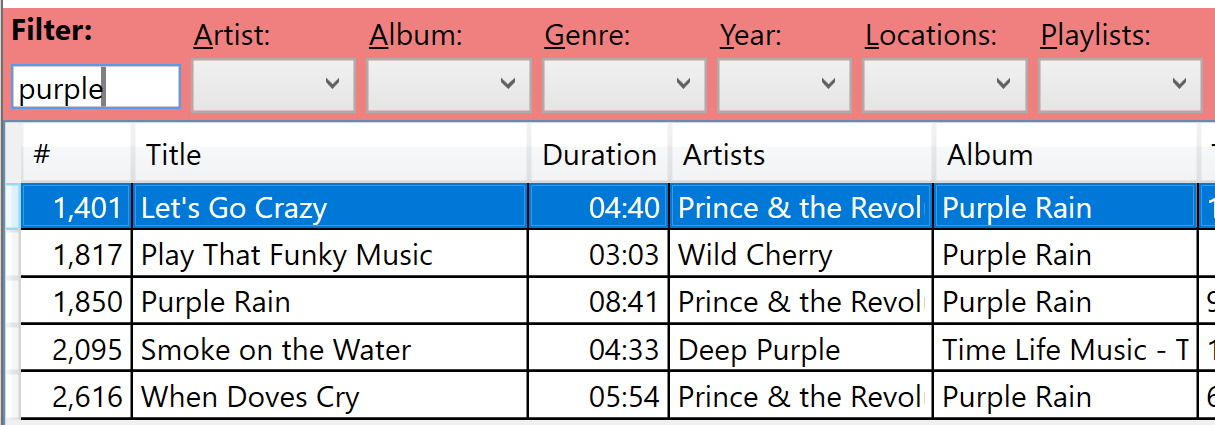 Filter: Artist: Album: Genre: Year: Locations: Playlists:
purple
# Title Duration Artists Album
1,401 Let's Go Crazy 04:40 Prince & the Revol Purple Rain
1,817 Play That Funky Music 03:03 Wild Cherry Purple Rain
1,850 Purple Rain 08:41 Prince & the Revol Purple Rain
2,095 Smoke on the Water 04:33 Deep Purple Time Life Music - T
2,616 When Doves Cry 05:54 Prince & the Revol Purple Rain